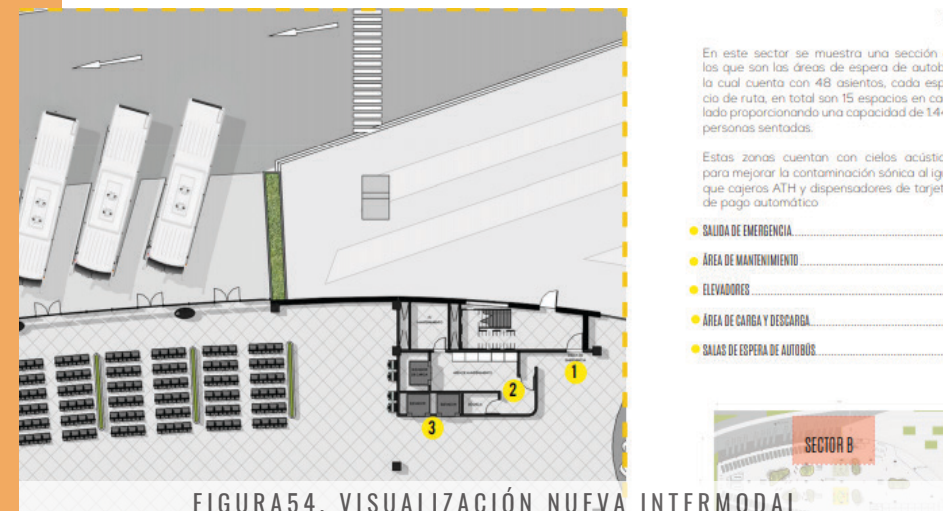 En este sector se muestra una sección
los que son las áreas de espera de autob
la cual cuenta con 48 asientos, cada esp
cio de ruta, en total son 15 espacios en ca
lado proporcionando una capacidad de 1.44
personas sentadas.
Estas zonas cuentan con cielos acústic
para mejorar la contaminación sónica al ig
que cajeros ATH y dispensadores de tarjet
de pago automático
SALIDA DE EMERGENCIA
ÁREA DE MANTENIMIENTO
ELEVADORES
ÁREA DE CARGA Y DESCARGA
SALAS DE ESPERA DE AUTOBÚS
1
2
3
SECTOR B
FIGURA54. VISUALIZACIÓN NUEVA INTERMODAL